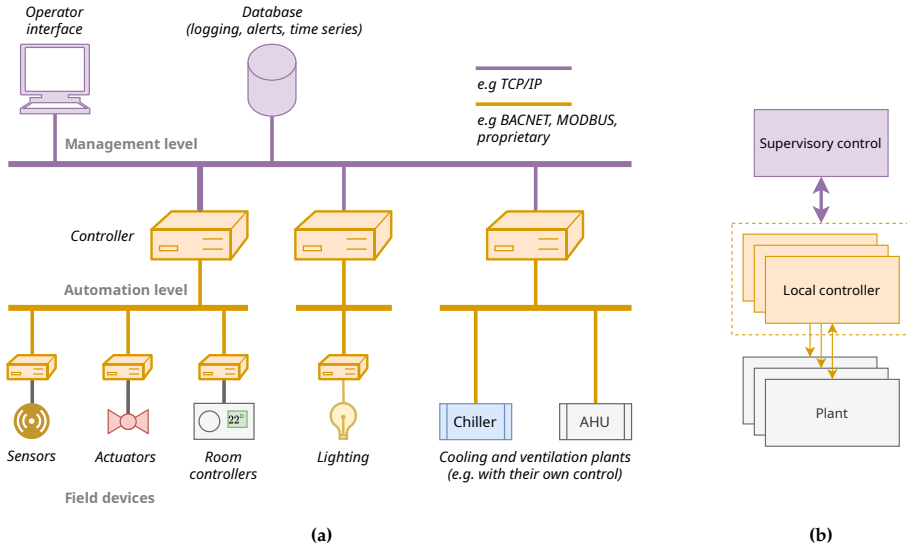 Operator
interface
Database
(logging, alerts, time series)
e.g TCP/IP
e.g BACNET, MODBUS,
proprietary
Management level
Controller
Automation level
22°
Chiller
AHU
Sensors
Actuators
Room
controllers
Lighting
Cooling and ventilation plants
(e.g. with their own control)
Field devices
(a)
Supervisory control
Local controller
Plant
(b)